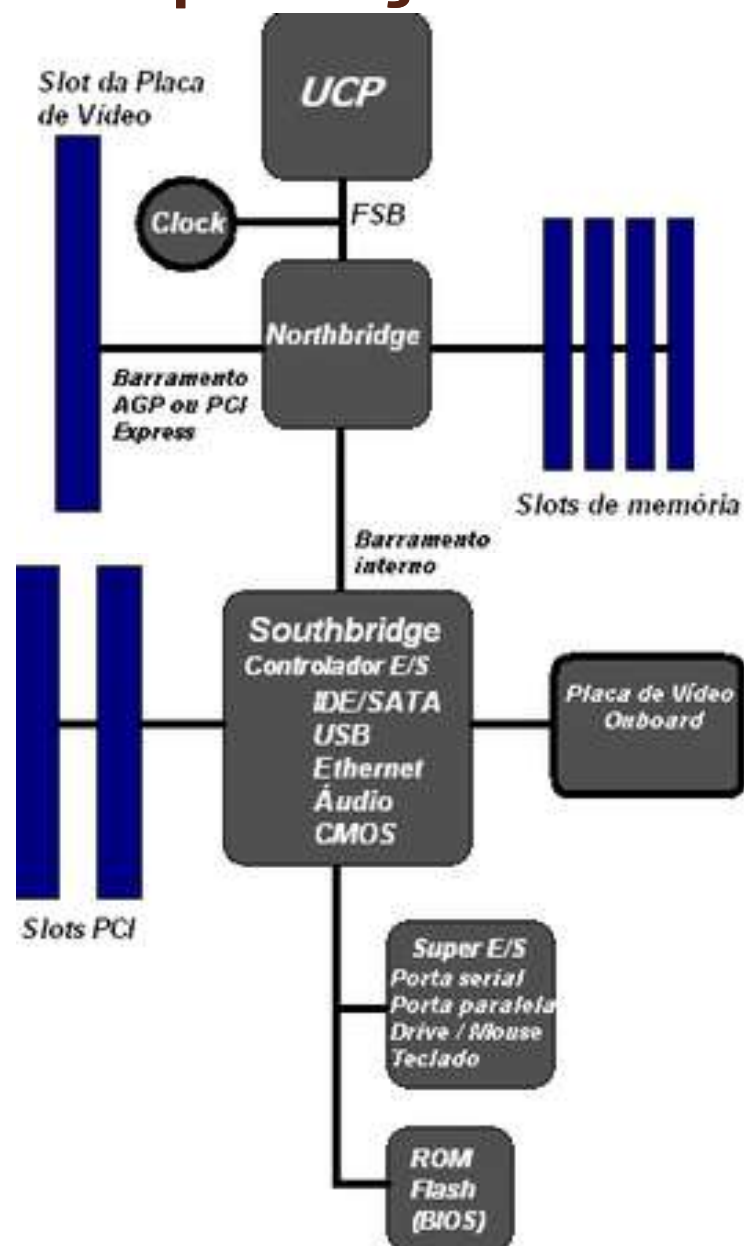 UCP
Slot da Placa
de Vídeo
Clock
FSB
Northbridge
Barramento
AGP ou PCI
Express
Slots de memória
Barramento
interno
Southbridge
Controlador E/S
IDE/SATA
USB
Ethernet
Áudio
CMOS
Placa de Vídeo
Onboard
Slots PCI
Super E/S
Porta serial
Porta paralela
Drive / Mouse
Teclado
ROM
Flash
(BIOS)